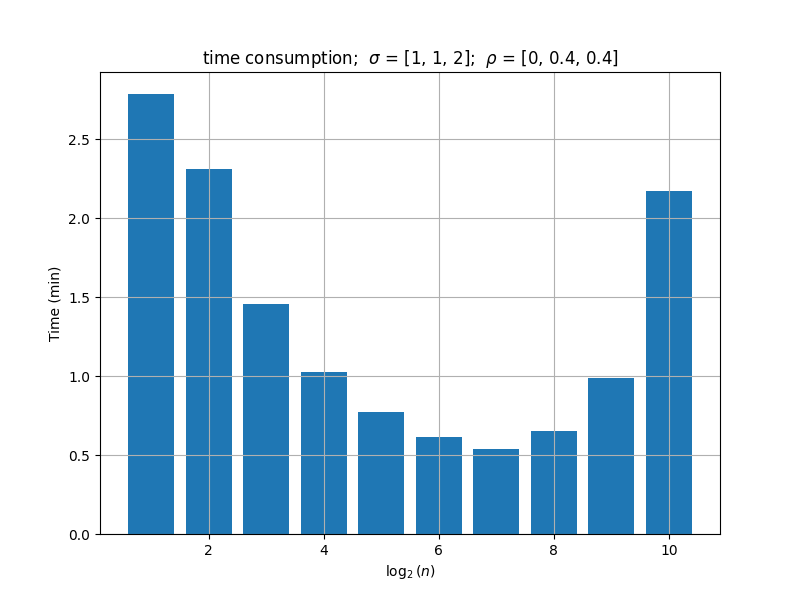 time consumption;  σ = [1, 1, 2];  ρ = [0, 0.4, 0.4]
2.5
2.0
1.5
1.0
0.5
0.0
Time (min)
2 4 6 8 10
log₂(n)